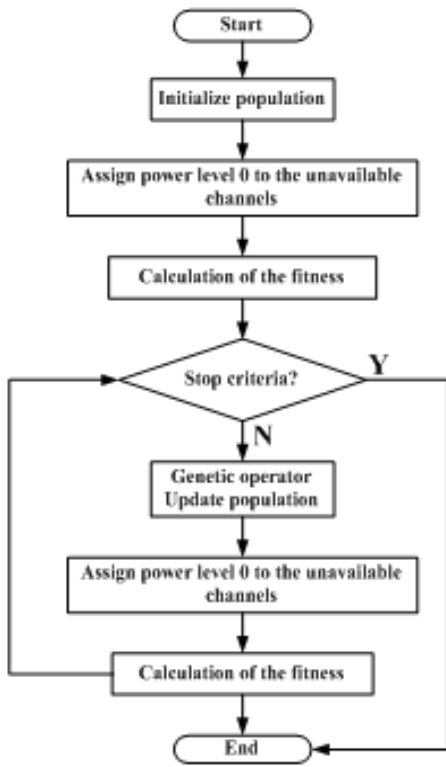 Start
Initialize population
Assign power level 0 to the unavailable
channels
Calculation of the fitness
Stop criteria?
Y
N
Genetic operator
Update population
Assign power level 0 to the unavailable
channels
Calculation of the fitness
End